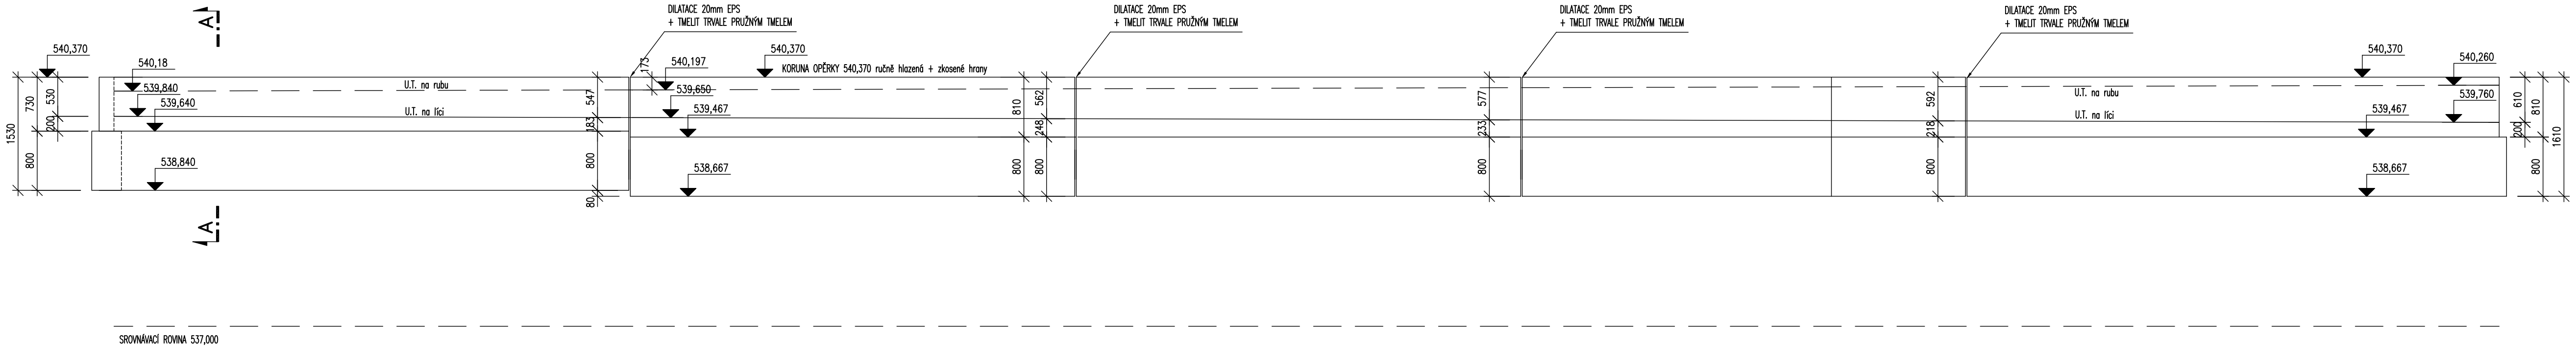 A
DILATACE 20mm EPS
+ TMELIT TRVALE PRUŽNÝM TMELEM
DILATACE 20mm EPS
+ TMELIT TRVALE PRUŽNÝM TMELEM
DILATACE 20mm EPS
+ TMELIT TRVALE PRUŽNÝM TMELEM
DILATACE 20mm EPS
+ TMELIT TRVALE PRUŽNÝM TMELEM
540,370
540,18
539,840
539,640
538,840
1530
730
800
530
200
U.T. na rubu
U.T. na líci
547
183
800
80
173
540,197
539,650
539,467
538,667
540,370
KORUNA OPĚRKY 540,370 ručně hlazená + zkosené hrany
810
800
562
248
800
577
233
800
592
218
800
U.T. na rubu
U.T. na líci
540,370
540,260
539,760
539,467
538,667
610
200
810
800
1610
A
SROVNÁVACÍ ROVINA 537,000